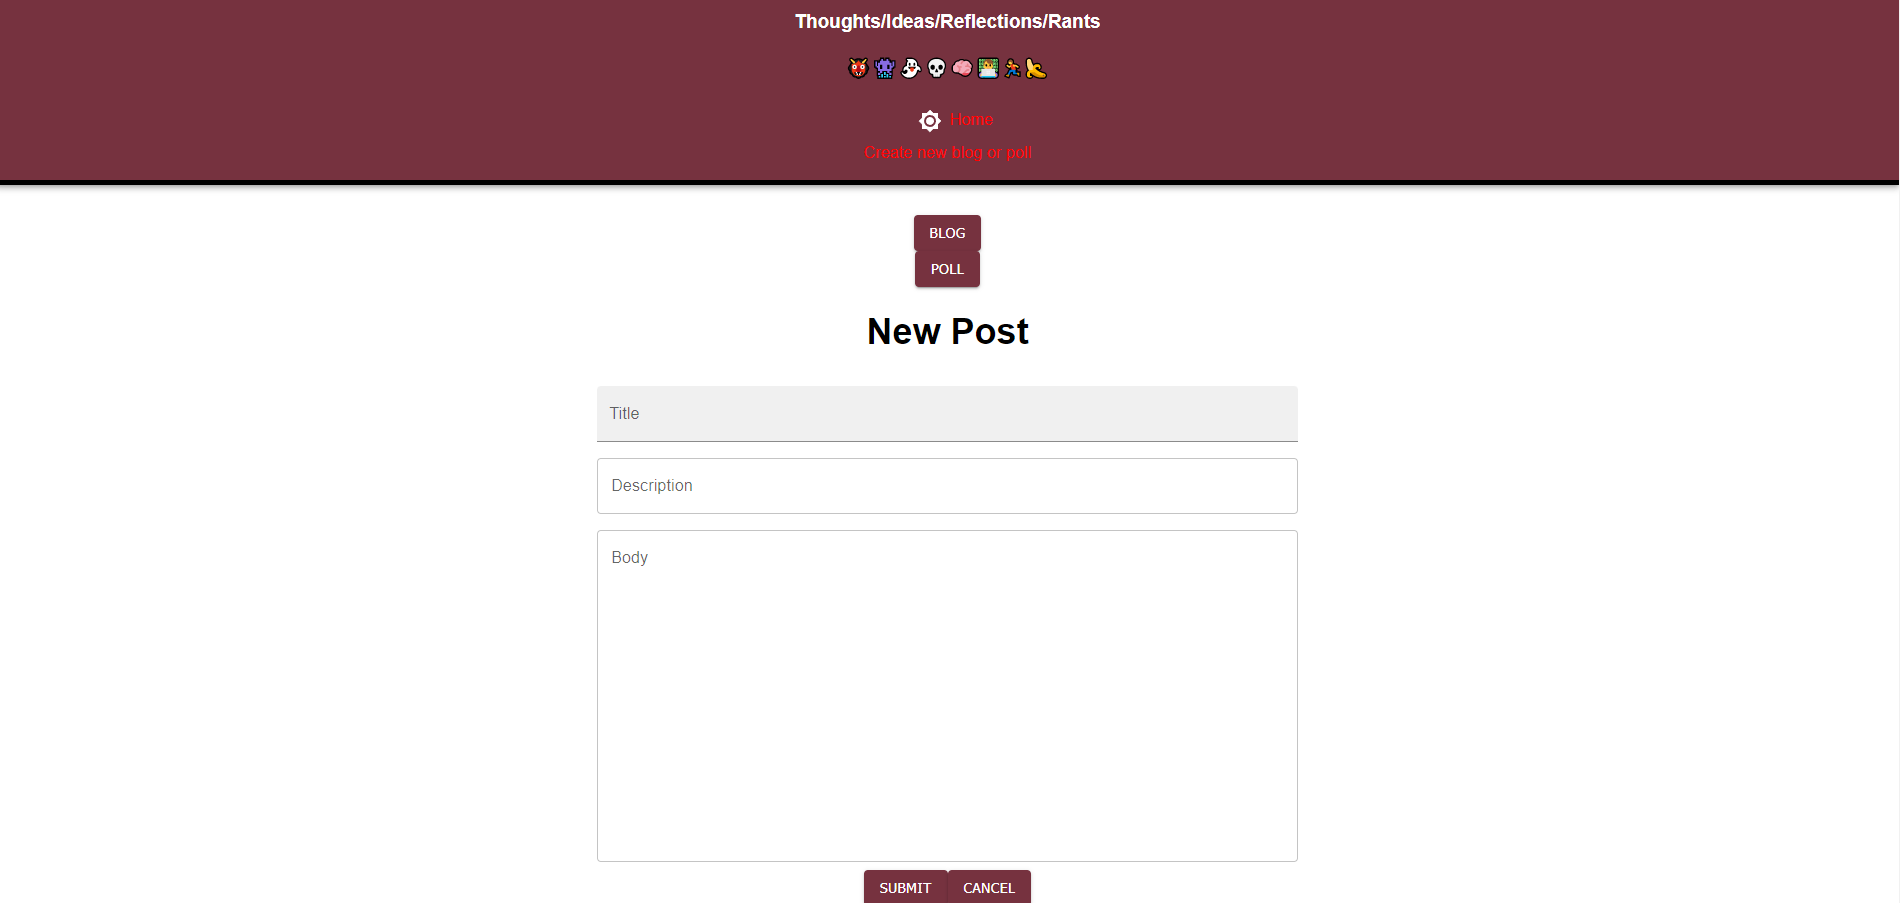 Thoughts/Ideas/Reflections/Rants
Home
Create new blog or poll
BLOG
POLL
New Post
Title
Description
Body
SUBMIT CANCEL